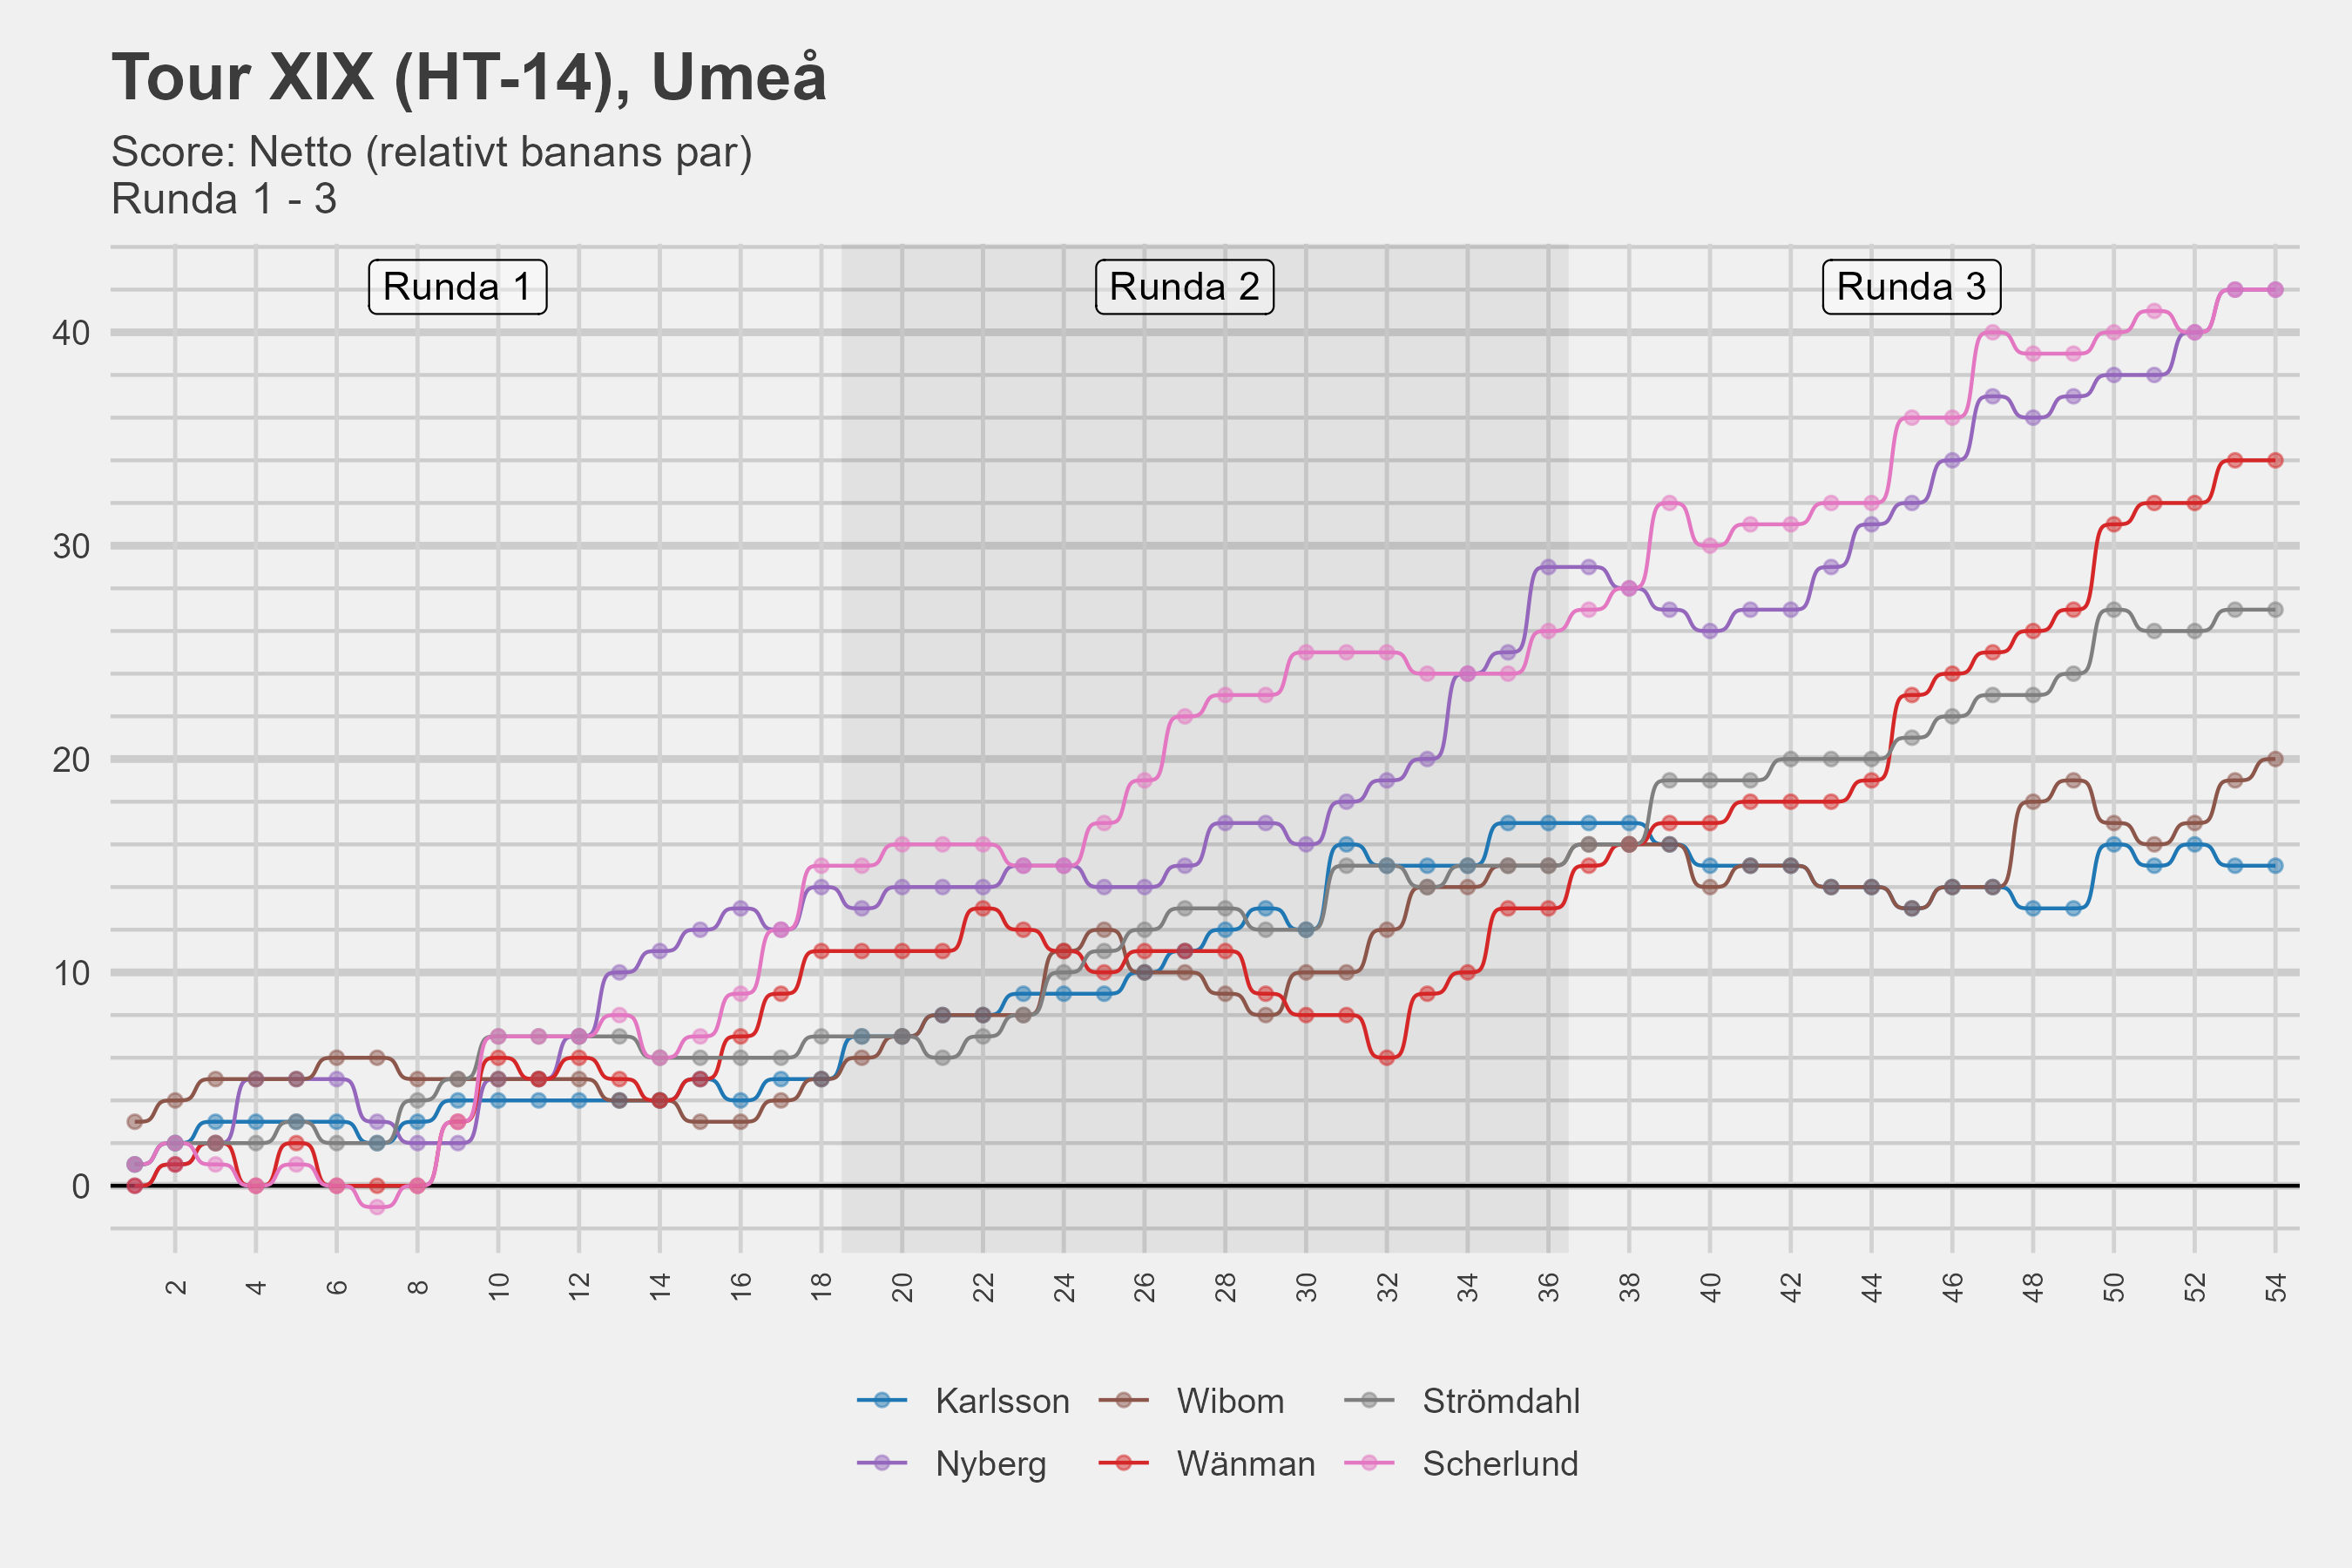 Tour XIX (HT-14), Umeå
Score: Netto (relativt banans par)
Runda 1 - 3
Runda 1 Runda 2 Runda 3
40
30
20
10
0
2 4 6 8 10 12 14 16 18 20 22 24 26 28 30 32 34 36 38 40 42 44 46 48 50 52 54
Karlsson Wibom Strömdahl
Nyberg Wänman Scherlund